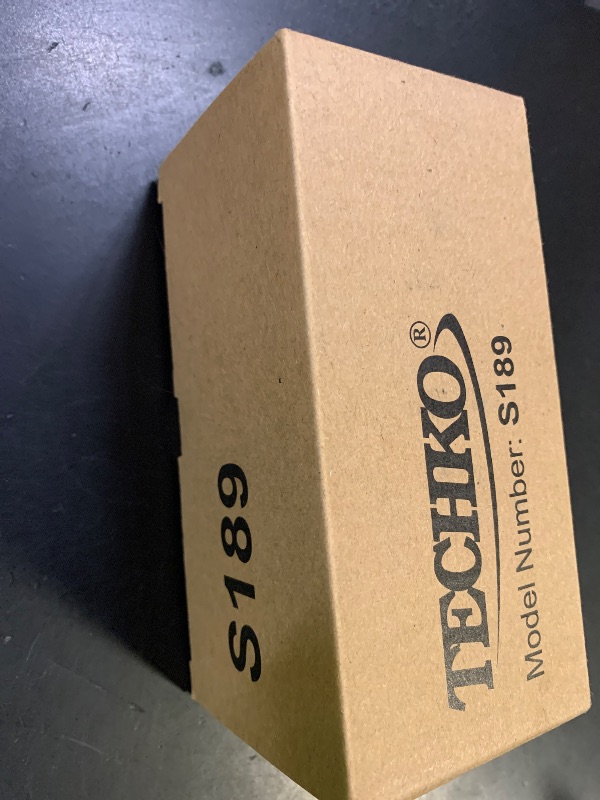 S189
TECHKO®
Model Number: S189